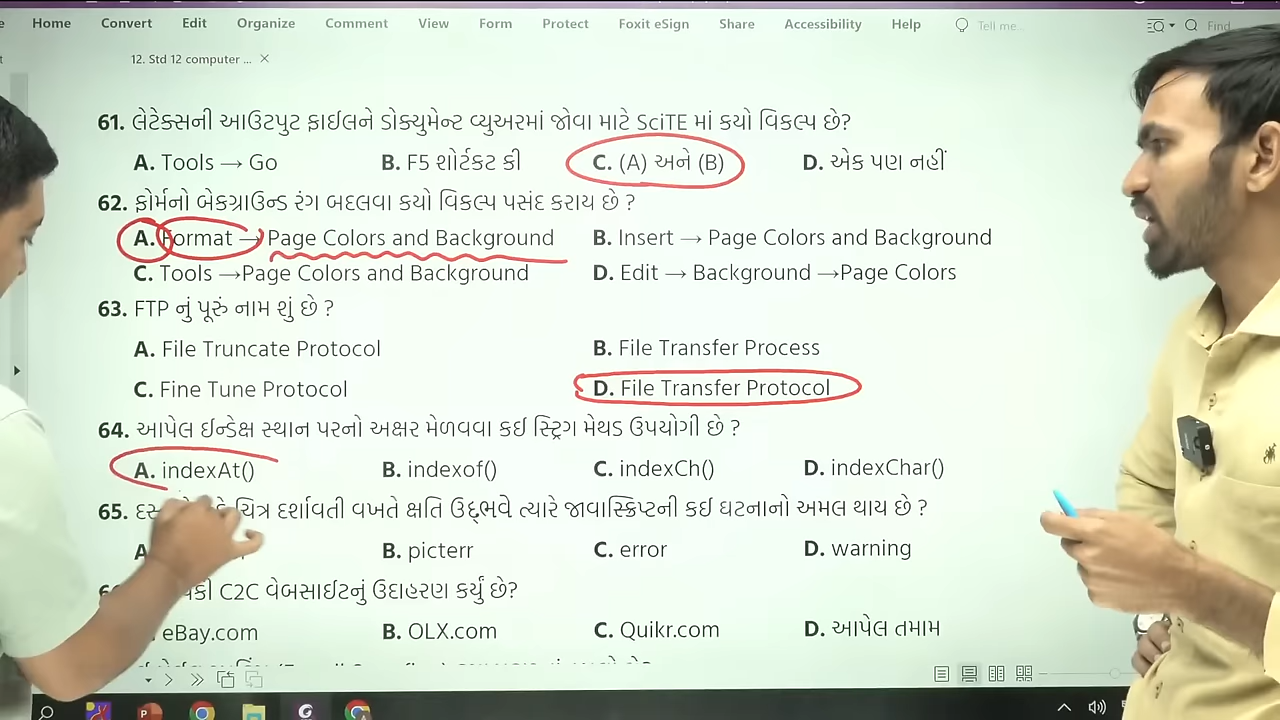 Home Convert Edit Organize Comment View Form Protect Foxit eSign Share Accessibility Help Tell me... Find
12. Std 12 computer ... ×
61. લેટેક્સની આઉટપુટ ફાઈલને ડોક્યુમેન્ટ વ્યુઅરમાં જોવા માટે SciTE માં કયો વિકલ્પ છે?
A. Tools → Go B. F5 શોર્ટકટ કી C. (A) અને (B) D. એક પણ નહીં
62. ફોર્મનો બેકગ્રાઉન્ડ રંગ બદલવા કયો વિકલ્પ પસંદ કરાય છે ?
A. Format → Page Colors and Background B. Insert → Page Colors and Background
C. Tools →Page Colors and Background D. Edit → Background →Page Colors
63. FTP નું પૂરું નામ શું છે ?
A. File Truncate Protocol B. File Transfer Process
C. Fine Tune Protocol D. File Transfer Protocol
64. આપેલ ઈન્ડેક્ષ સ્થાન પરનો અક્ષર મેળવવા કઈ સ્ટ્રિંગ મેથડ ઉપયોગી છે ?
A. indexAt() B. indexof() C. indexCh() D. indexChar()
65. ચિત્ર દર્શાવતી વખતે ક્ષતિ ઉદ્ભવે ત્યારે જાવાસ્ક્રિપ્ટની કઈ ઘટનાનો અમલ થાય છે ?
A. B. picterr C. error D. warning
C2C વેબસાઈટનું ઉદાહરણ કર્યું છે?
eBay.com B. OLX.com C. Quikr.com D. આપેલ તમામ